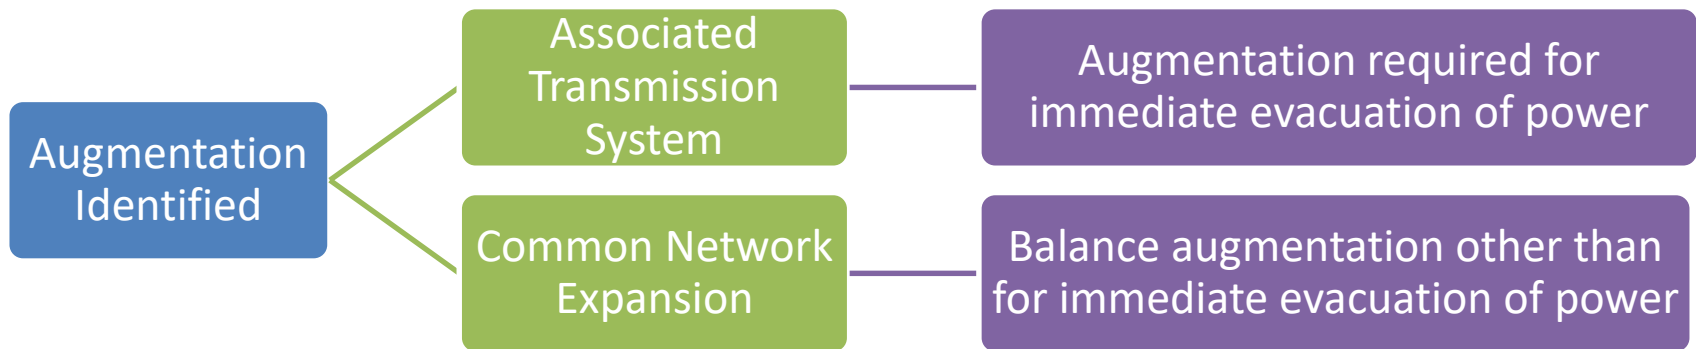 Augmentation
Identified
Associated
Transmission
System
Augmentation required for
immediate evacuation of power
Common Network
Expansion
Balance augmentation other than
for immediate evacuation of power